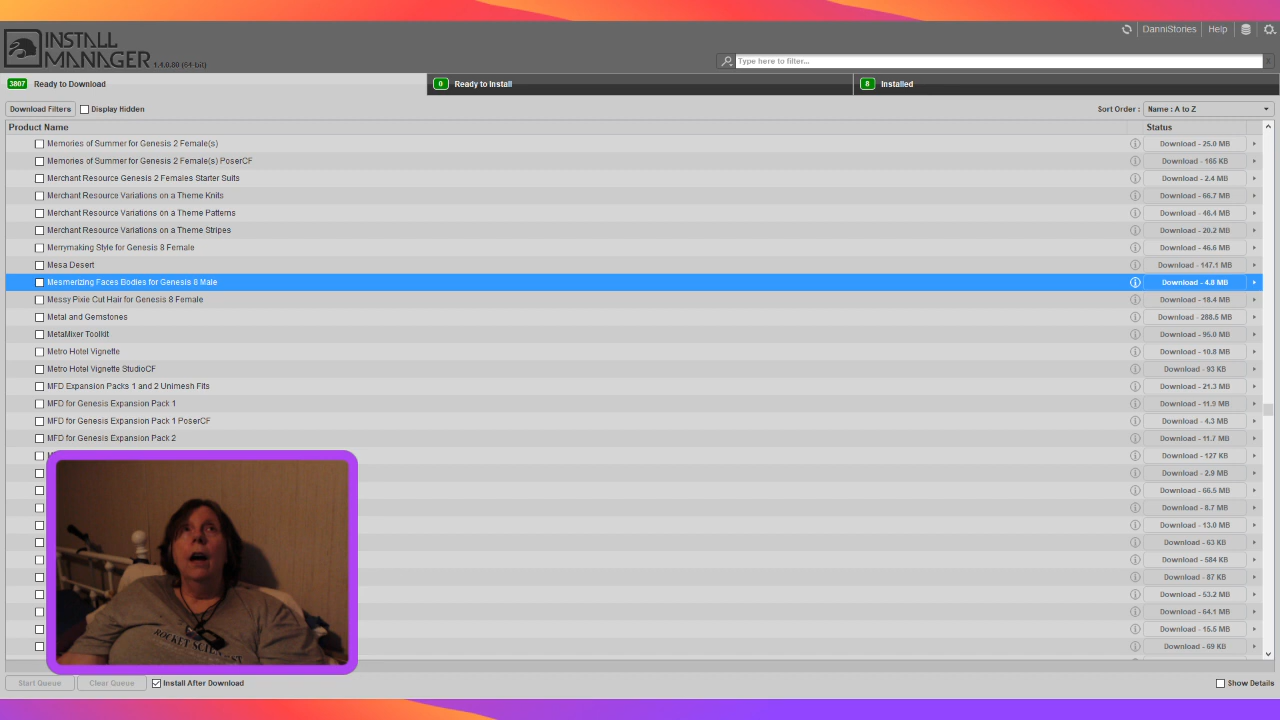 INSTALL
MANAGER 1.4.0.80 (64-bit)
DanniStories Help
Type here to filter... x
3807 Ready to Download
0 Ready to Install
8 Installed
Download Filters Display Hidden Sort Order : Name : A to Z
Product Name Status
Memories of Summer for Genesis 2 Female(s) Download - 25.0 MB
Memories of Summer for Genesis 2 Female(s) PoserCF Download - 165 KB
Merchant Resource Genesis 2 Females Starter Suits Download - 2.4 MB
Merchant Resource Variations on a Theme Knits Download - 66.7 MB
Merchant Resource Variations on a Theme Patterns Download - 46.4 MB
Merchant Resource Variations on a Theme Stripes Download - 20.2 MB
Merrymaking Style for Genesis 8 Female Download - 46.6 MB
Mesa Desert Download - 147.1 MB
Mesmerizing Faces Bodies for Genesis 8 Male Download - 4.8 MB
Messy Pixie Cut Hair for Genesis 8 Female Download - 18.4 MB
Metal and Gemstones Download - 288.5 MB
MetaMixer Toolkit Download - 95.0 MB
Metro Hotel Vignette Download - 10.8 MB
Metro Hotel Vignette StudioCF Download - 93 KB
MFD Expansion Packs 1 and 2 Unimesh Fits Download - 21.3 MB
MFD for Genesis Expansion Pack 1 Download - 11.9 MB
MFD for Genesis Expansion Pack 1 PoserCF Download - 4.3 MB
MFD for Genesis Expansion Pack 2 Download - 11.7 MB
Download - 127 KB
Download - 2.9 MB
Download - 66.5 MB
Download - 8.7 MB
Download - 13.0 MB
Download - 63 KB
Download - 584 KB
Download - 87 KB
Download - 53.2 MB
Download - 64.1 MB
Download - 15.5 MB
Download - 69 KB
ROCKET SCIENTIST
Start Queue Clear Queue Install After Download Show Details